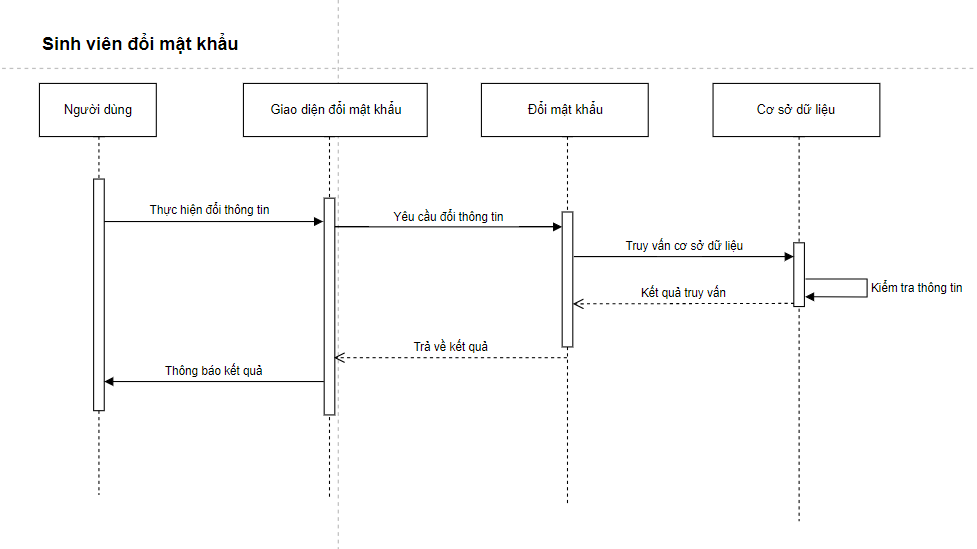 Sinh viên đổi mật khẩu
Người dùng
Giao diện đổi mật khẩu
Đổi mật khẩu
Cơ sở dữ liệu
Thực hiện đổi thông tin
Yêu cầu đổi thông tin
Truy vấn cơ sở dữ liệu
Kiểm tra thông tin
Kết quả truy vấn
Trả về kết quả
Thông báo kết quả